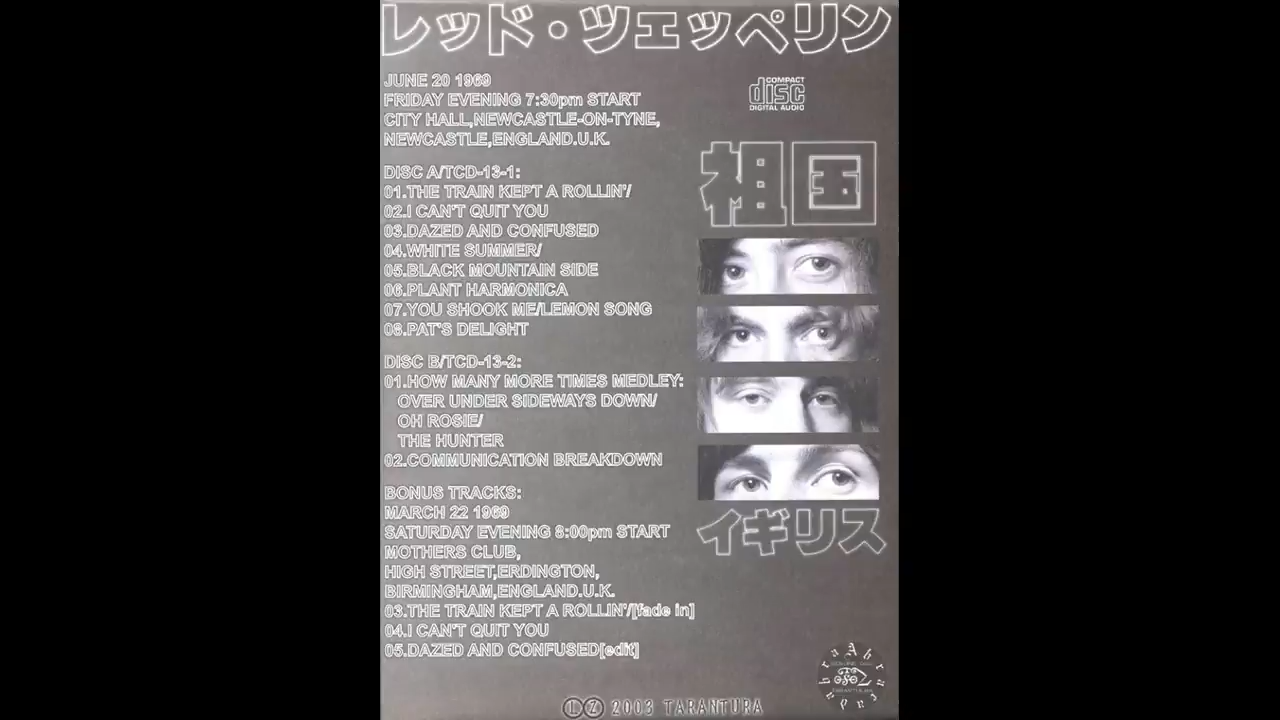 レッド・ツェッペリン
JUNE 20 1969
FRIDAY EVENING 7:30pm START
CITY HALL,NEWCASTLE-ON-TYNE,
NEWCASTLE,ENGLAND.U.K.
DISC A/TCD-13-1:
01.THE TRAIN KEPT A ROLLIN'/
02.I CAN'T QUIT YOU
03.DAZED AND CONFUSED
04.WHITE SUMMER/
05.BLACK MOUNTAIN SIDE
06.PLANT HARMONICA
07.YOU SHOOK ME/LEMON SONG
08.PAT'S DELIGHT
DISC B/TCD-13-2:
01.HOW MANY MORE TIMES MEDLEY:
OVER UNDER SIDEWAYS DOWN/
OH ROSIE/
THE HUNTER
02.COMMUNICATION BREAKDOWN
BONUS TRACKS:
MARCH 22 1969
SATURDAY EVENING 8:00pm START
MOTHERS CLUB,
HIGH STREET,ERDINGTON,
BIRMINGHAM,ENGLAND.U.K.
03.THE TRAIN KEPT A ROLLIN'/[fade in]
04.I CAN'T QUIT YOU
05.DAZED AND CONFUSED[edit]
COMPACT
disc
DIGITAL AUDIO
祖国
イギリス
LZ 2003 TARANTURA